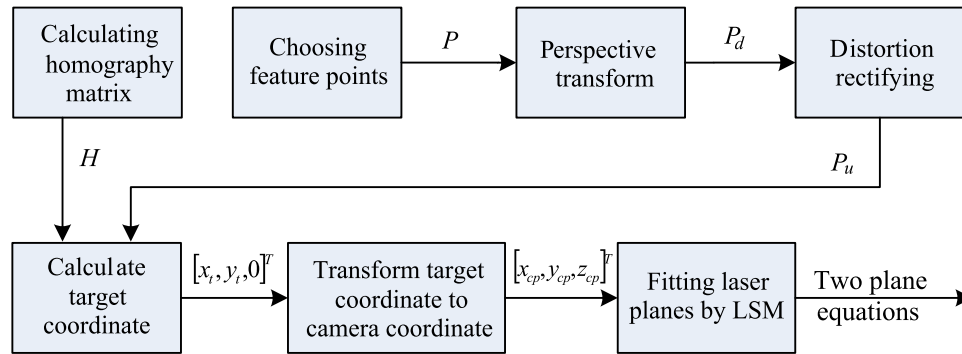 Calculating
homography
matrix
Choosing
feature points
P
Perspective
transform
P_d
Distortion
rectifying
H
P_u
Calculate
target
coordinate
[x_t, y_t, 0]^T
Transform target
coordinate to
camera coordinate
[x_cp, y_cp, z_cp]^T
Fitting laser
planes by LSM
Two plane
equations